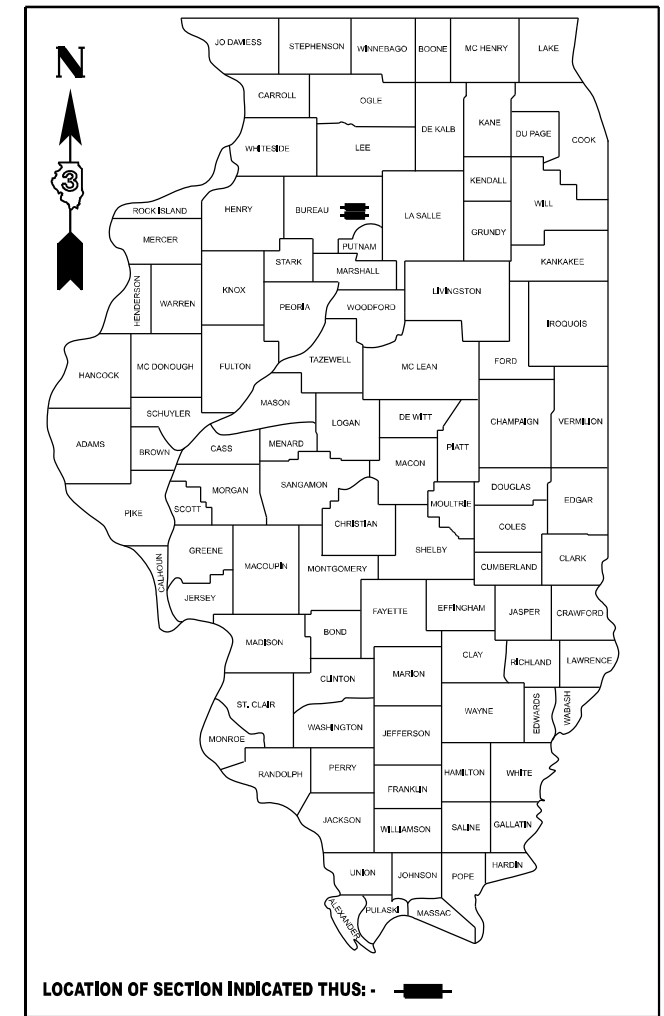 N
3
JO DAVIESS
STEPHENSON
WINNEBAGO
BOONE
MC HENRY
LAKE
CARROLL
OGLE
DE KALB
KANE
DU PAGE
COOK
WHITESIDE
LEE
KENDALL
WILL
ROCK ISLAND
HENRY
BUREAU
LA SALLE
GRUNDY
MERCER
PUTNAM
STARK
MARSHALL
KANKAKEE
HENDERSON
WARREN
KNOX
PEORIA
WOODFORD
LIVINGSTON
IROQUOIS
HANCOCK
MC DONOUGH
FULTON
TAZEWELL
MC LEAN
FORD
SCHUYLER
MASON
LOGAN
DE WITT
CHAMPAIGN
VERMILION
ADAMS
BROWN
CASS
MENARD
MACON
PIATT
PIKE
SCOTT
MORGAN
SANGAMON
CHRISTIAN
MOULTRIE
DOUGLAS
COLES
EDGAR
CALHOUN
GREENE
MACOUPIN
MONTGOMERY
SHELBY
CUMBERLAND
CLARK
JERSEY
FAYETTE
EFFINGHAM
JASPER
CRAWFORD
MADISON
BOND
CLAY
RICHLAND
LAWRENCE
CLINTON
MARION
ST. CLAIR
WASHINGTON
JEFFERSON
WAYNE
EDWARDS
WABASH
MONROE
RANDOLPH
PERRY
FRANKLIN
HAMILTON
WHITE
JACKSON
WILLIAMSON
SALINE
GALLATIN
UNION
JOHNSON
POPE
HARDIN
ALEXANDER
PULASKI
MASSAC
LOCATION OF SECTION INDICATED THUS: -